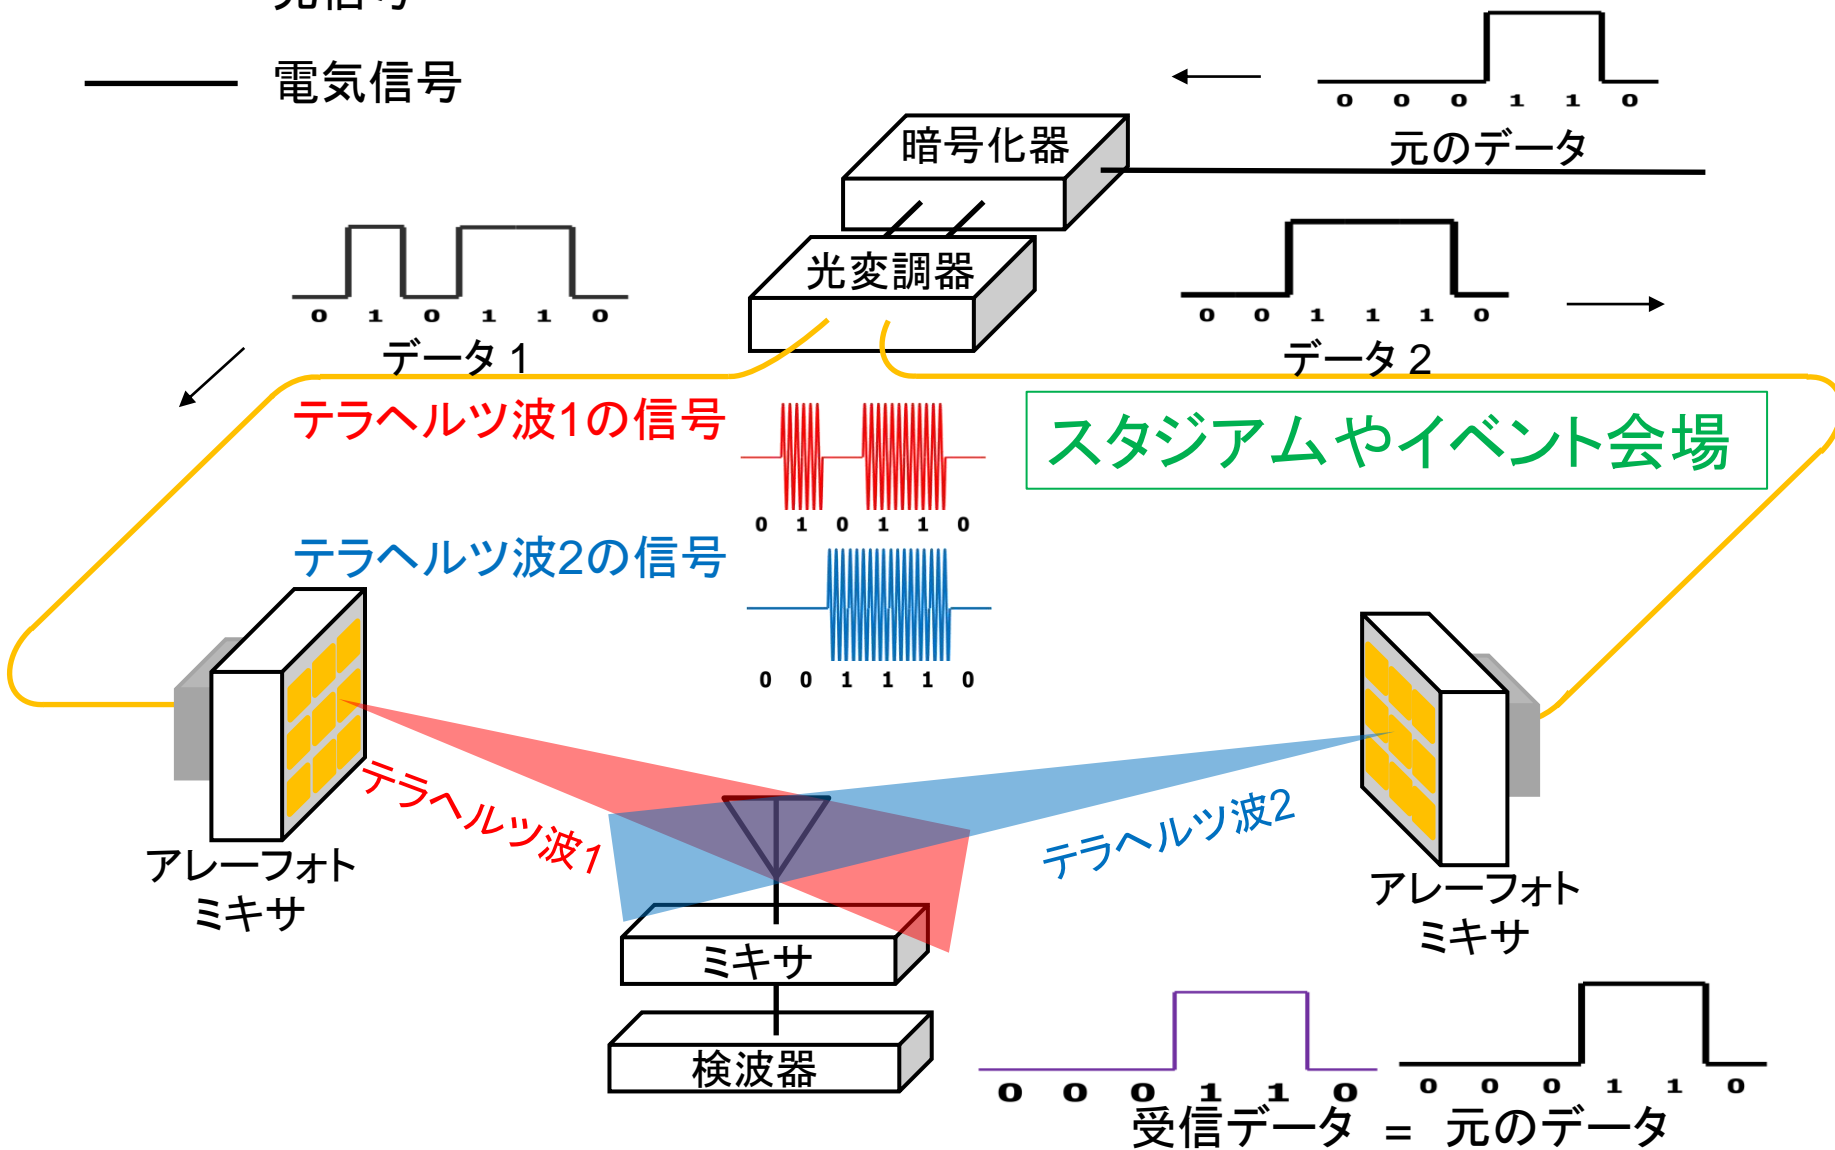 電気信号
0 0 0 1 1 0
元のデータ
暗号化器
光変調器
0 1 0 1 1 0
データ1
0 0 1 1 1 0
データ2
テラヘルツ波1の信号
0 1 0 1 1 0
スタジアムやイベント会場
テラヘルツ波2の信号
0 0 1 1 1 0
テラヘルツ波1
テラヘルツ波2
アレーフォト
ミキサ
アレーフォト
ミキサ
ミキサ
検波器
0 0 0 1 1 0
0 0 0 1 1 0
受信データ = 元のデータ